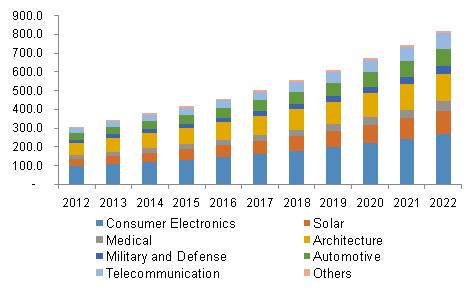 900.0
800.0
700.0
600.0
500.0
400.0
300.0
200.0
100.0
-
2012 2013 2014 2015 2016 2017 2018 2019 2020 2021 2022
Consumer Electronics Solar
Medical Architecture
Military and Defense Automotive
Telecommunication Others